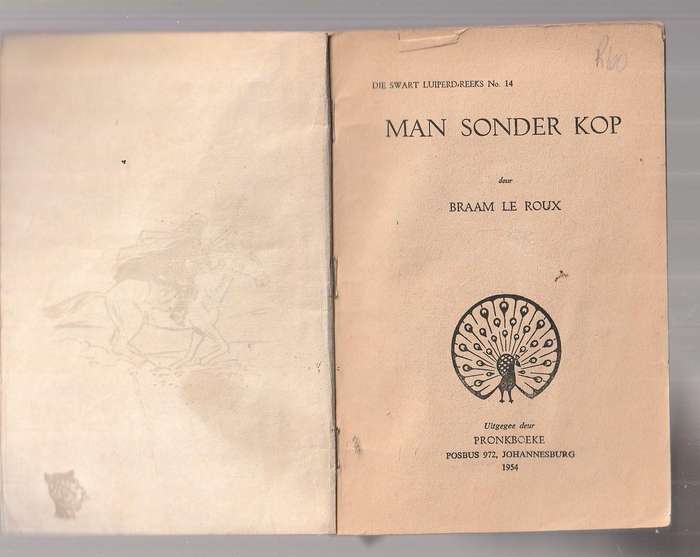 R60
DIE SWART LUIPERD-REEKS No. 14
MAN SONDER KOP
deur
BRAAM LE ROUX
Uitgegee deur
PRONKBOEKE
POSBUS 972, JOHANNESBURG
1954